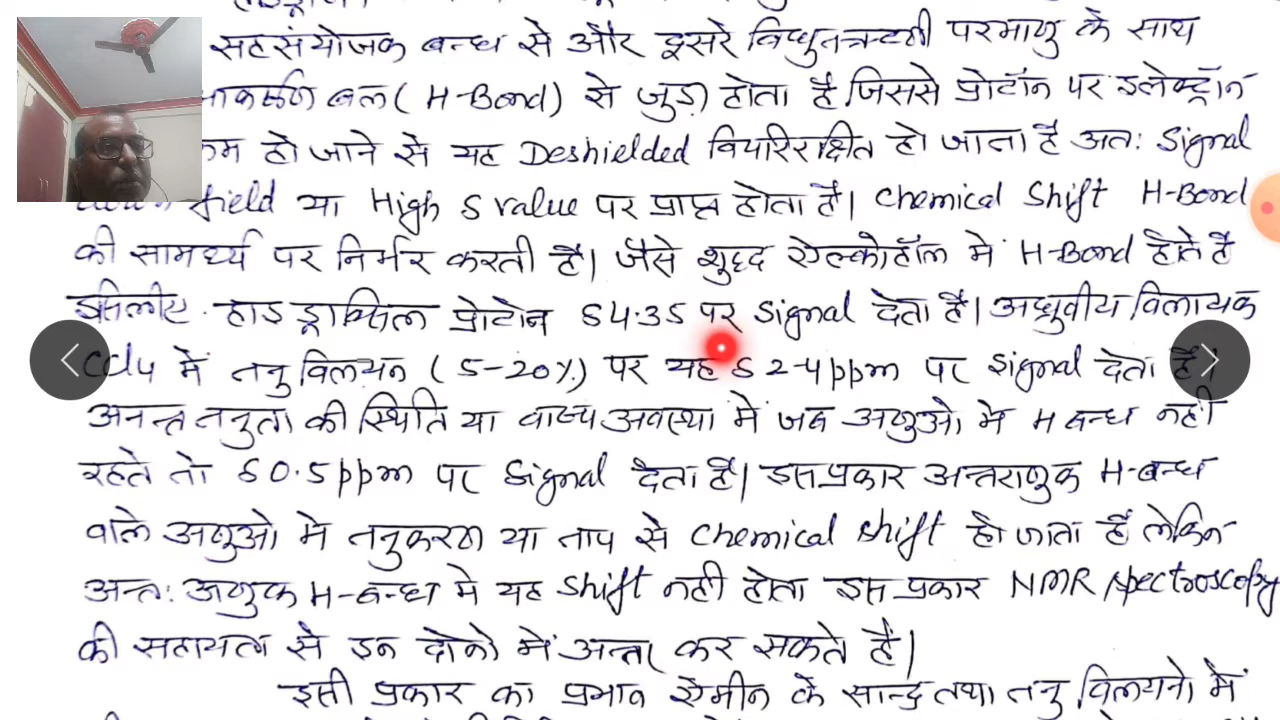 सहसंयोजक बन्ध से और दूसरे विधुतऋणी परमाणु के साथ
आकर्षण बल ( H-Bond) से जुड़ा होता है जिससे प्रोटॉन पर इलेक्ट्रॉन
कम हो जाने से यह Deshielded विपरिरक्षित हो जाता है अतः Signal
field या High δ value पर प्राप्त होता है। Chemical Shift H-Bond
की सामर्थ्य पर निर्भर करती है। जैसे शुद्द ऐल्कोहॉल मे H-Bond होते है
इसलिए हाइड्राक्सिल प्रोटोन δ 4.35 पर Signal देता है। अध्रुवीय विलायक
CCl4 में तनु विलयन ( 5-20%) पर यह δ 2-4ppm पर Signal देता है।
अनन्त तनुता की स्थिति या वाष्प अवस्था मे जब अणुओ मे H बन्ध नही
रहते तो δ 0.5ppm पर Signal देता है। इस प्रकार अन्तराणुक H-बन्ध
वाले अणुओ मे तनुकरण या ताप से Chemical Shift हो जाता है लेकिन
अन्तः अणुक H-बन्ध मे यह Shift नही होता इस प्रकार NMR Spectroscopy
की सहायता से इन दोनो में अन्तर कर सकते है।
इसी प्रकार का प्रभाव ऐमीन के सान्द्र तथा तनु विलयनो में